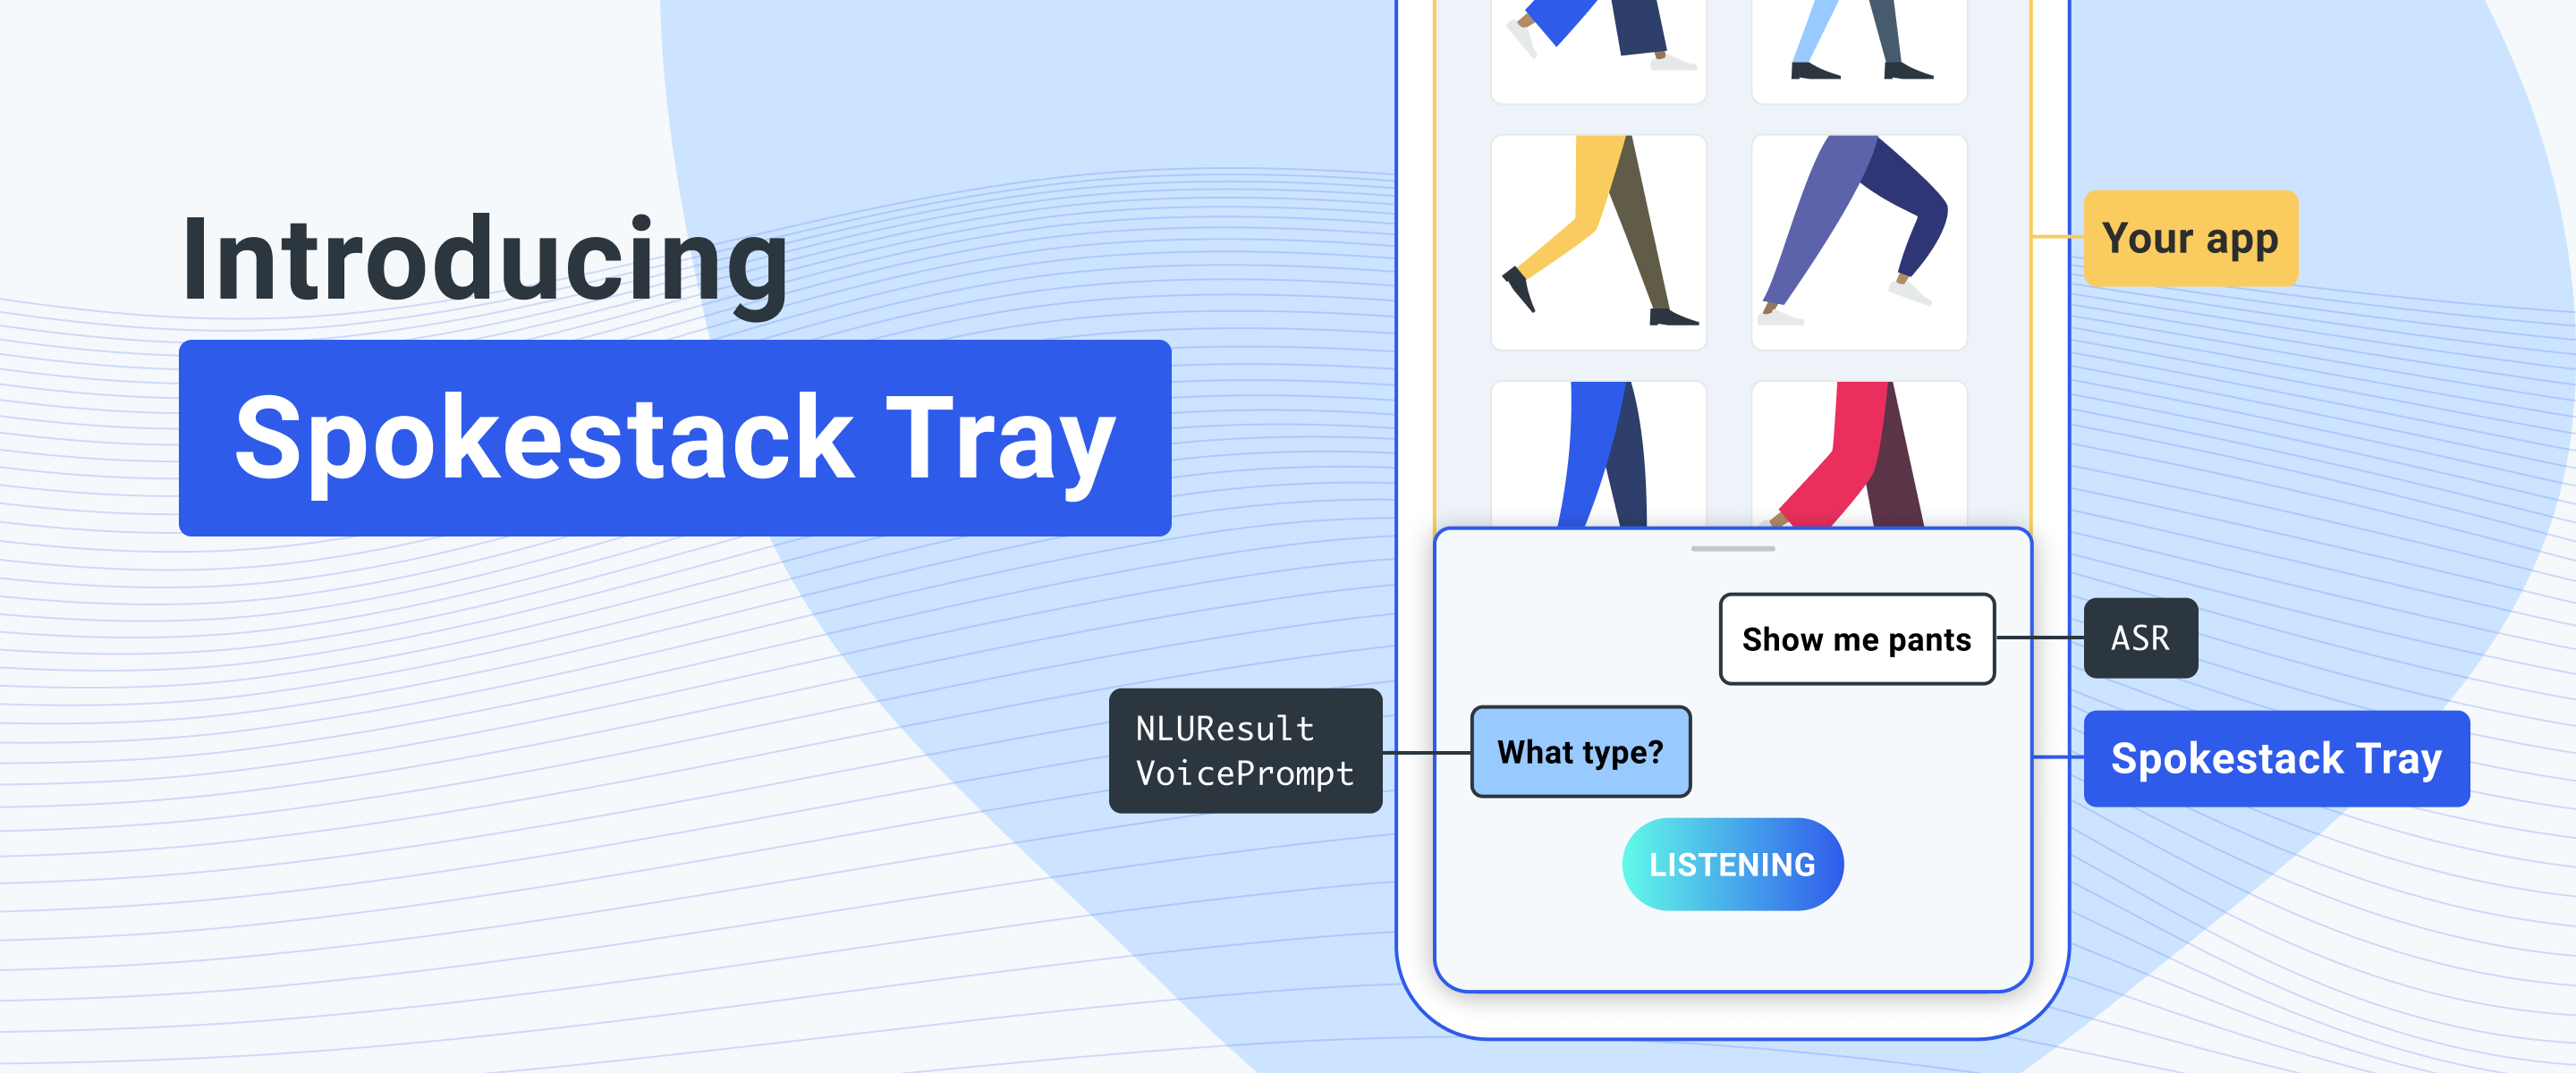 Introducing
Spokestack Tray
Your app
Show me pants
ASR
NLUResult
VoicePrompt
What type?
Spokestack Tray
LISTENING